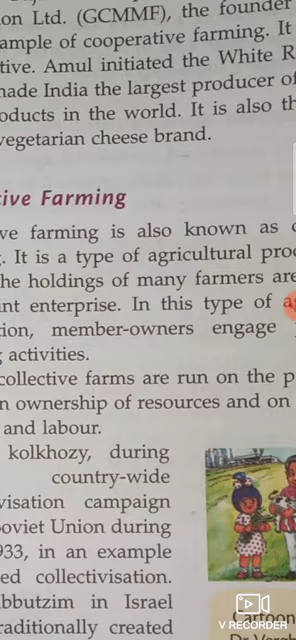 on Ltd. (GCMMF), the founder
ample of cooperative farming. It
tive. Amul initiated the White R
made India the largest producer of
oducts in the world. It is also th
vegetarian cheese brand.
tive Farming
ve farming is also known as
. It is a type of agricultural pro
he holdings of many farmers are
int enterprise. In this type of a
tion, member-owners engage
g activities.
collective farms are run on the p
n ownership of resources and on
and labour.
kolkhozy, during
country-wide
visation campaign
oviet Union during
933, in an example
ed collectivisation.
bbutzim in Israel
raditionally created
Cartoon
V RECORDER